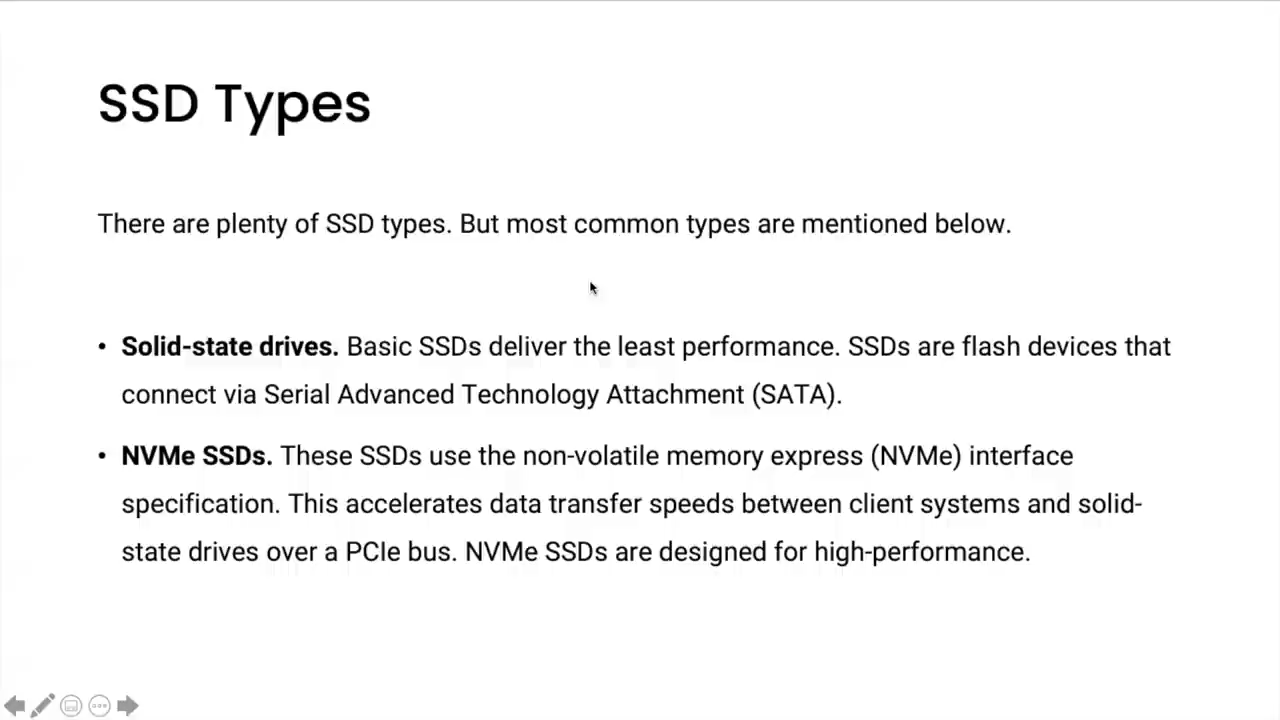 SSD Types
There are plenty of SSD types. But most common types are mentioned below.
• Solid-state drives. Basic SSDs deliver the least performance. SSDs are flash devices that
connect via Serial Advanced Technology Attachment (SATA).
• NVMe SSDs. These SSDs use the non-volatile memory express (NVMe) interface
specification. This accelerates data transfer speeds between client systems and solid-
state drives over a PCIe bus. NVMe SSDs are designed for high-performance.